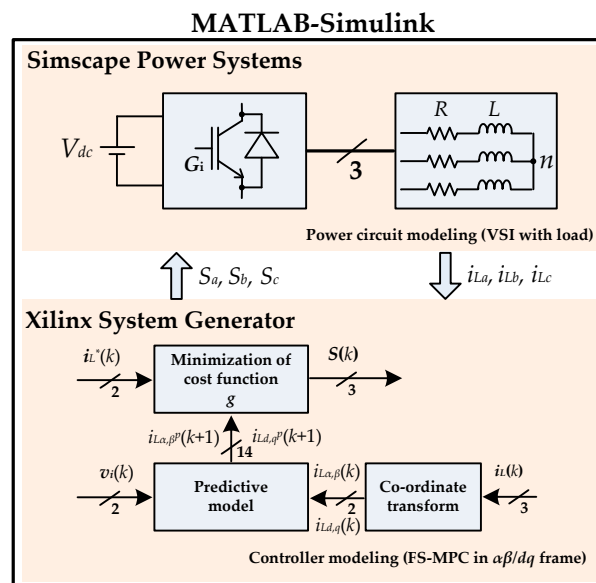 MATLAB-Simulink
Simscape Power Systems
Vdc
Gi
3
R L
n
Power circuit modeling (VSI with load)
Sa, Sb, Sc
iLa, iLb, iLc
Xilinx System Generator
iL*(k)
2
Minimization of
cost function
g
S(k)
3
iLα,βᵖ(k+1) iLd,qᵖ(k+1)
14
vi(k)
2
Predictive
model
iLα,β(k)
2
iLd,q(k)
Co-ordinate
transform
iL(k)
3
Controller modeling (FS-MPC in αβ/dq frame)